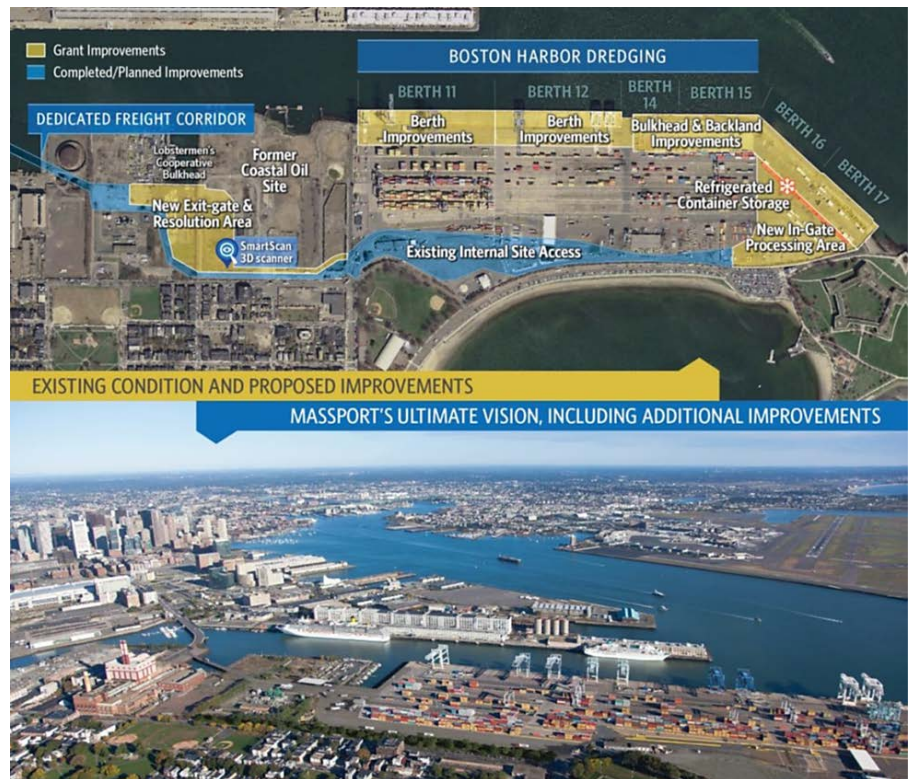 Grant Improvements
Completed/Planned Improvements
BOSTON HARBOR DREDGING
BERTH 11
BERTH 12
BERTH
14
BERTH 15
BERTH 16
BERTH 17
DEDICATED FREIGHT CORRIDOR
Lobstermen's
Cooperative
Bulkhead
Former
Coastal Oil
Site
Berth
Improvements
Berth
Improvements
Bulkhead & Backland
Improvements
Refrigerated
Container Storage
New Exit-gate &
Resolution Area
SmartScan
3D scanner
Existing Internal Site Access
New In-Gate
Processing Area
EXISTING CONDITION AND PROPOSED IMPROVEMENTS
MASSPORT'S ULTIMATE VISION, INCLUDING ADDITIONAL IMPROVEMENTS